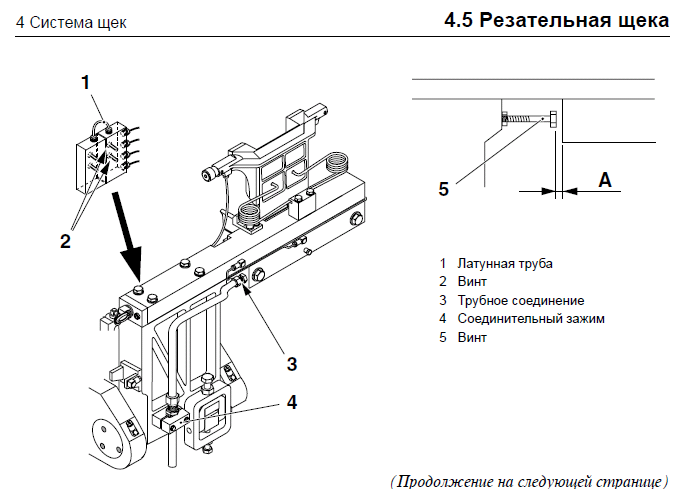 4 Система щек
4.5 Резательная щека
1
2
3
4
5
A
1 Латунная труба
2 Винт
3 Трубное соединение
4 Соединительный зажим
5 Винт
(Продолжение на следующей странице)